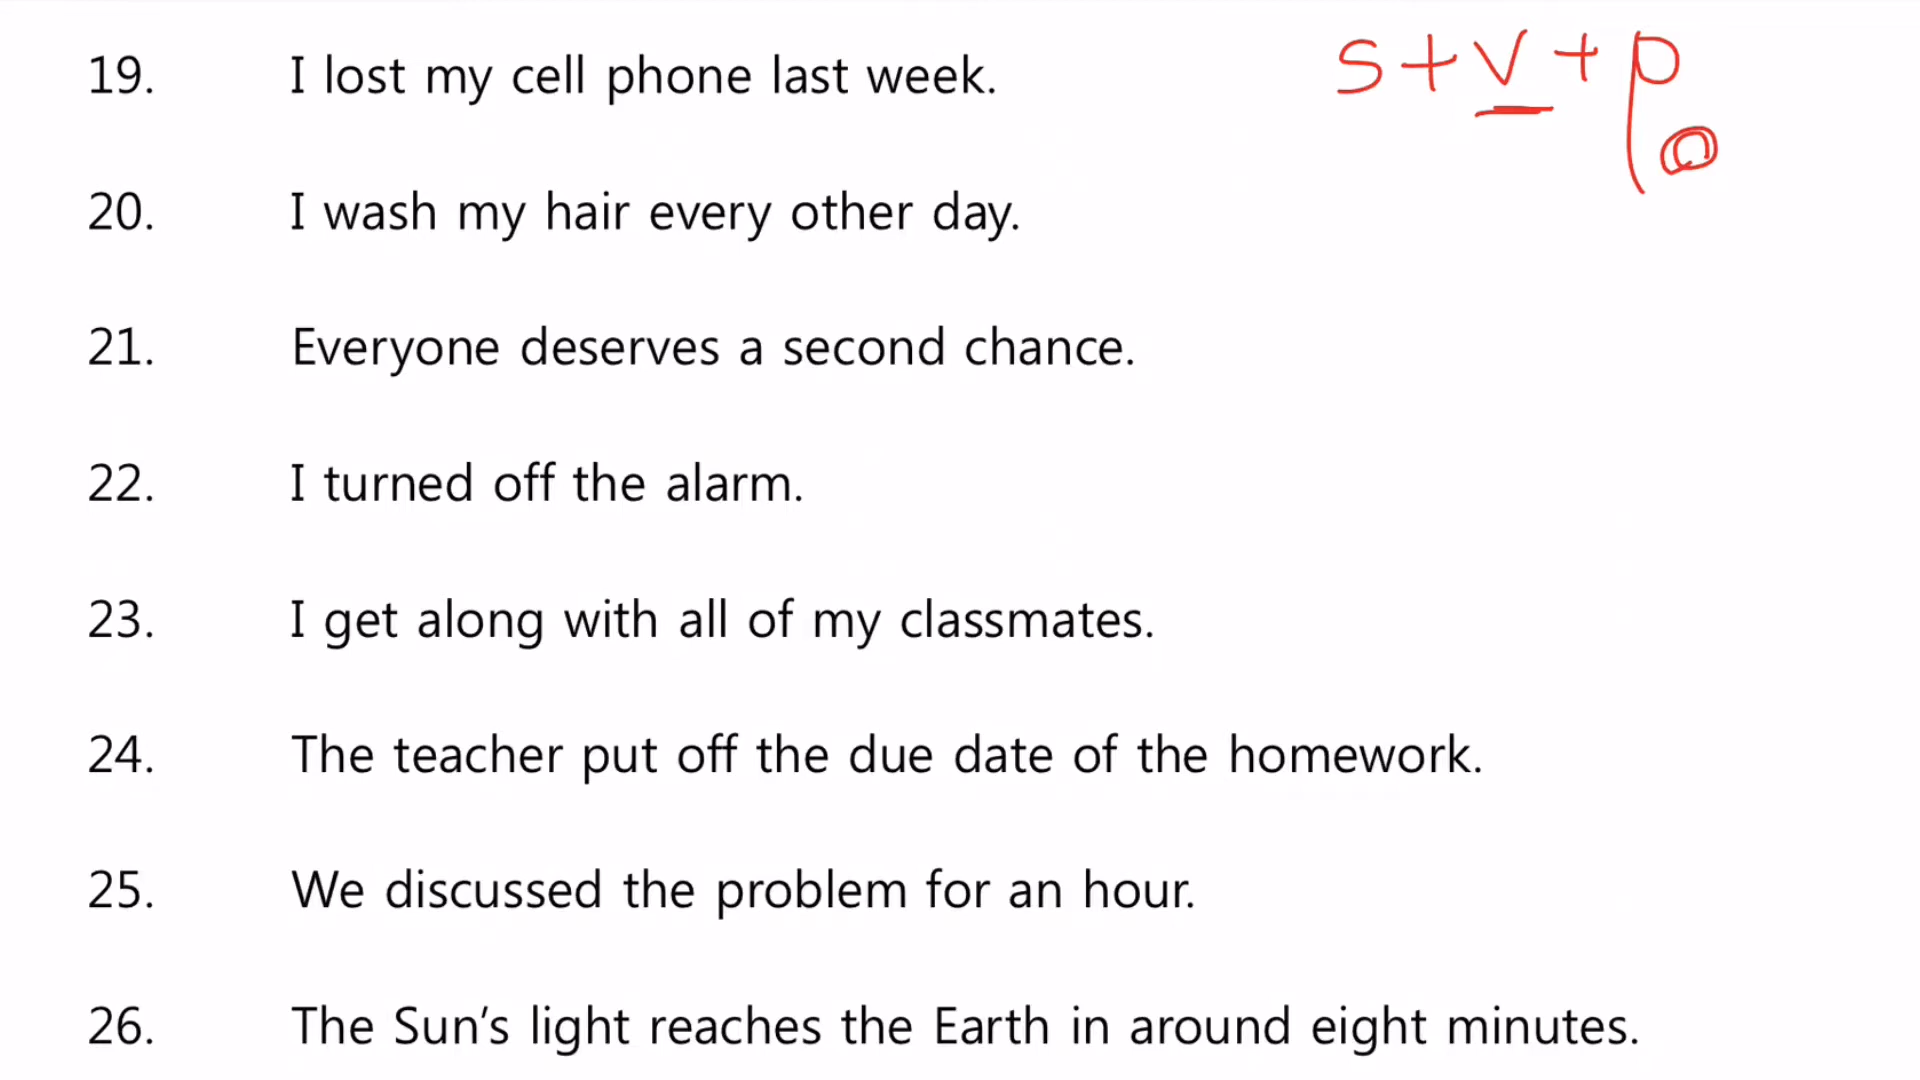 19. I lost my cell phone last week.
s+v+p
o
20. I wash my hair every other day.
21. Everyone deserves a second chance.
22. I turned off the alarm.
23. I get along with all of my classmates.
24. The teacher put off the due date of the homework.
25. We discussed the problem for an hour.
26. The Sun’s light reaches the Earth in around eight minutes.